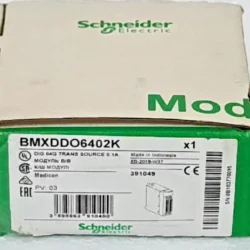 Schneider
Electric
Mod
BMXDDO6402K x1
DIG 64Q TRANS SOURCE 0.1A
Made in Indonesia
МОДУЛЬ В/В
Modicon
391049
PV: 03
Schneider
Electric